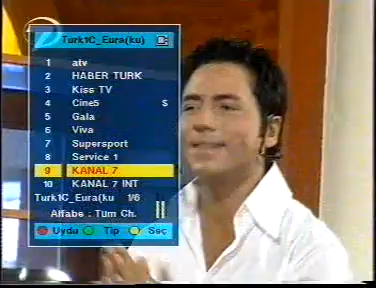 Turk1C_Eura(ku)
1 atv
2 HABER TURK
3 Kiss TV
4 Cine5 S
5 Gala
6 Viva
7 Supersport
8 Service 1
9 KANAL 7
10 KANAL 7 INT
Turk1C_Eura(ku 1/6
Alfabe : Tüm Ch.
Uydu Tip Seç